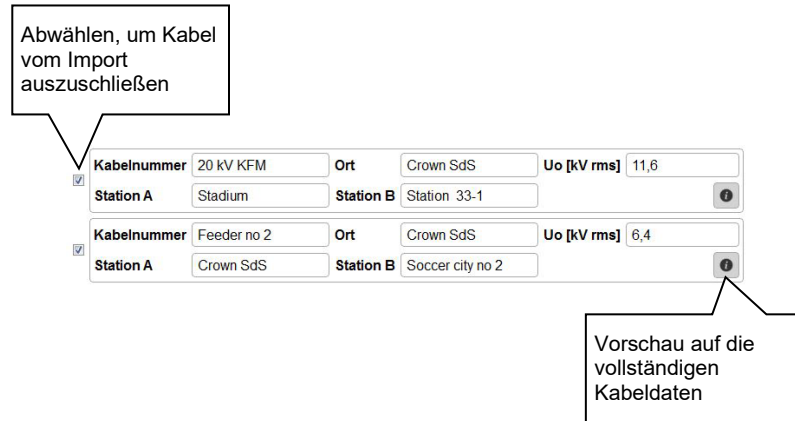 Abwählen, um Kabel
vom Import
auszuschließen
Kabelnummer 20 kV KFM Ort Crown SdS Uo [kV rms] 11,6
Station A Stadium Station B Station 33-1
Kabelnummer Feeder no 2 Ort Crown SdS Uo [kV rms] 6,4
Station A Crown SdS Station B Soccer city no 2
Vorschau auf die
vollständigen
Kabeldaten